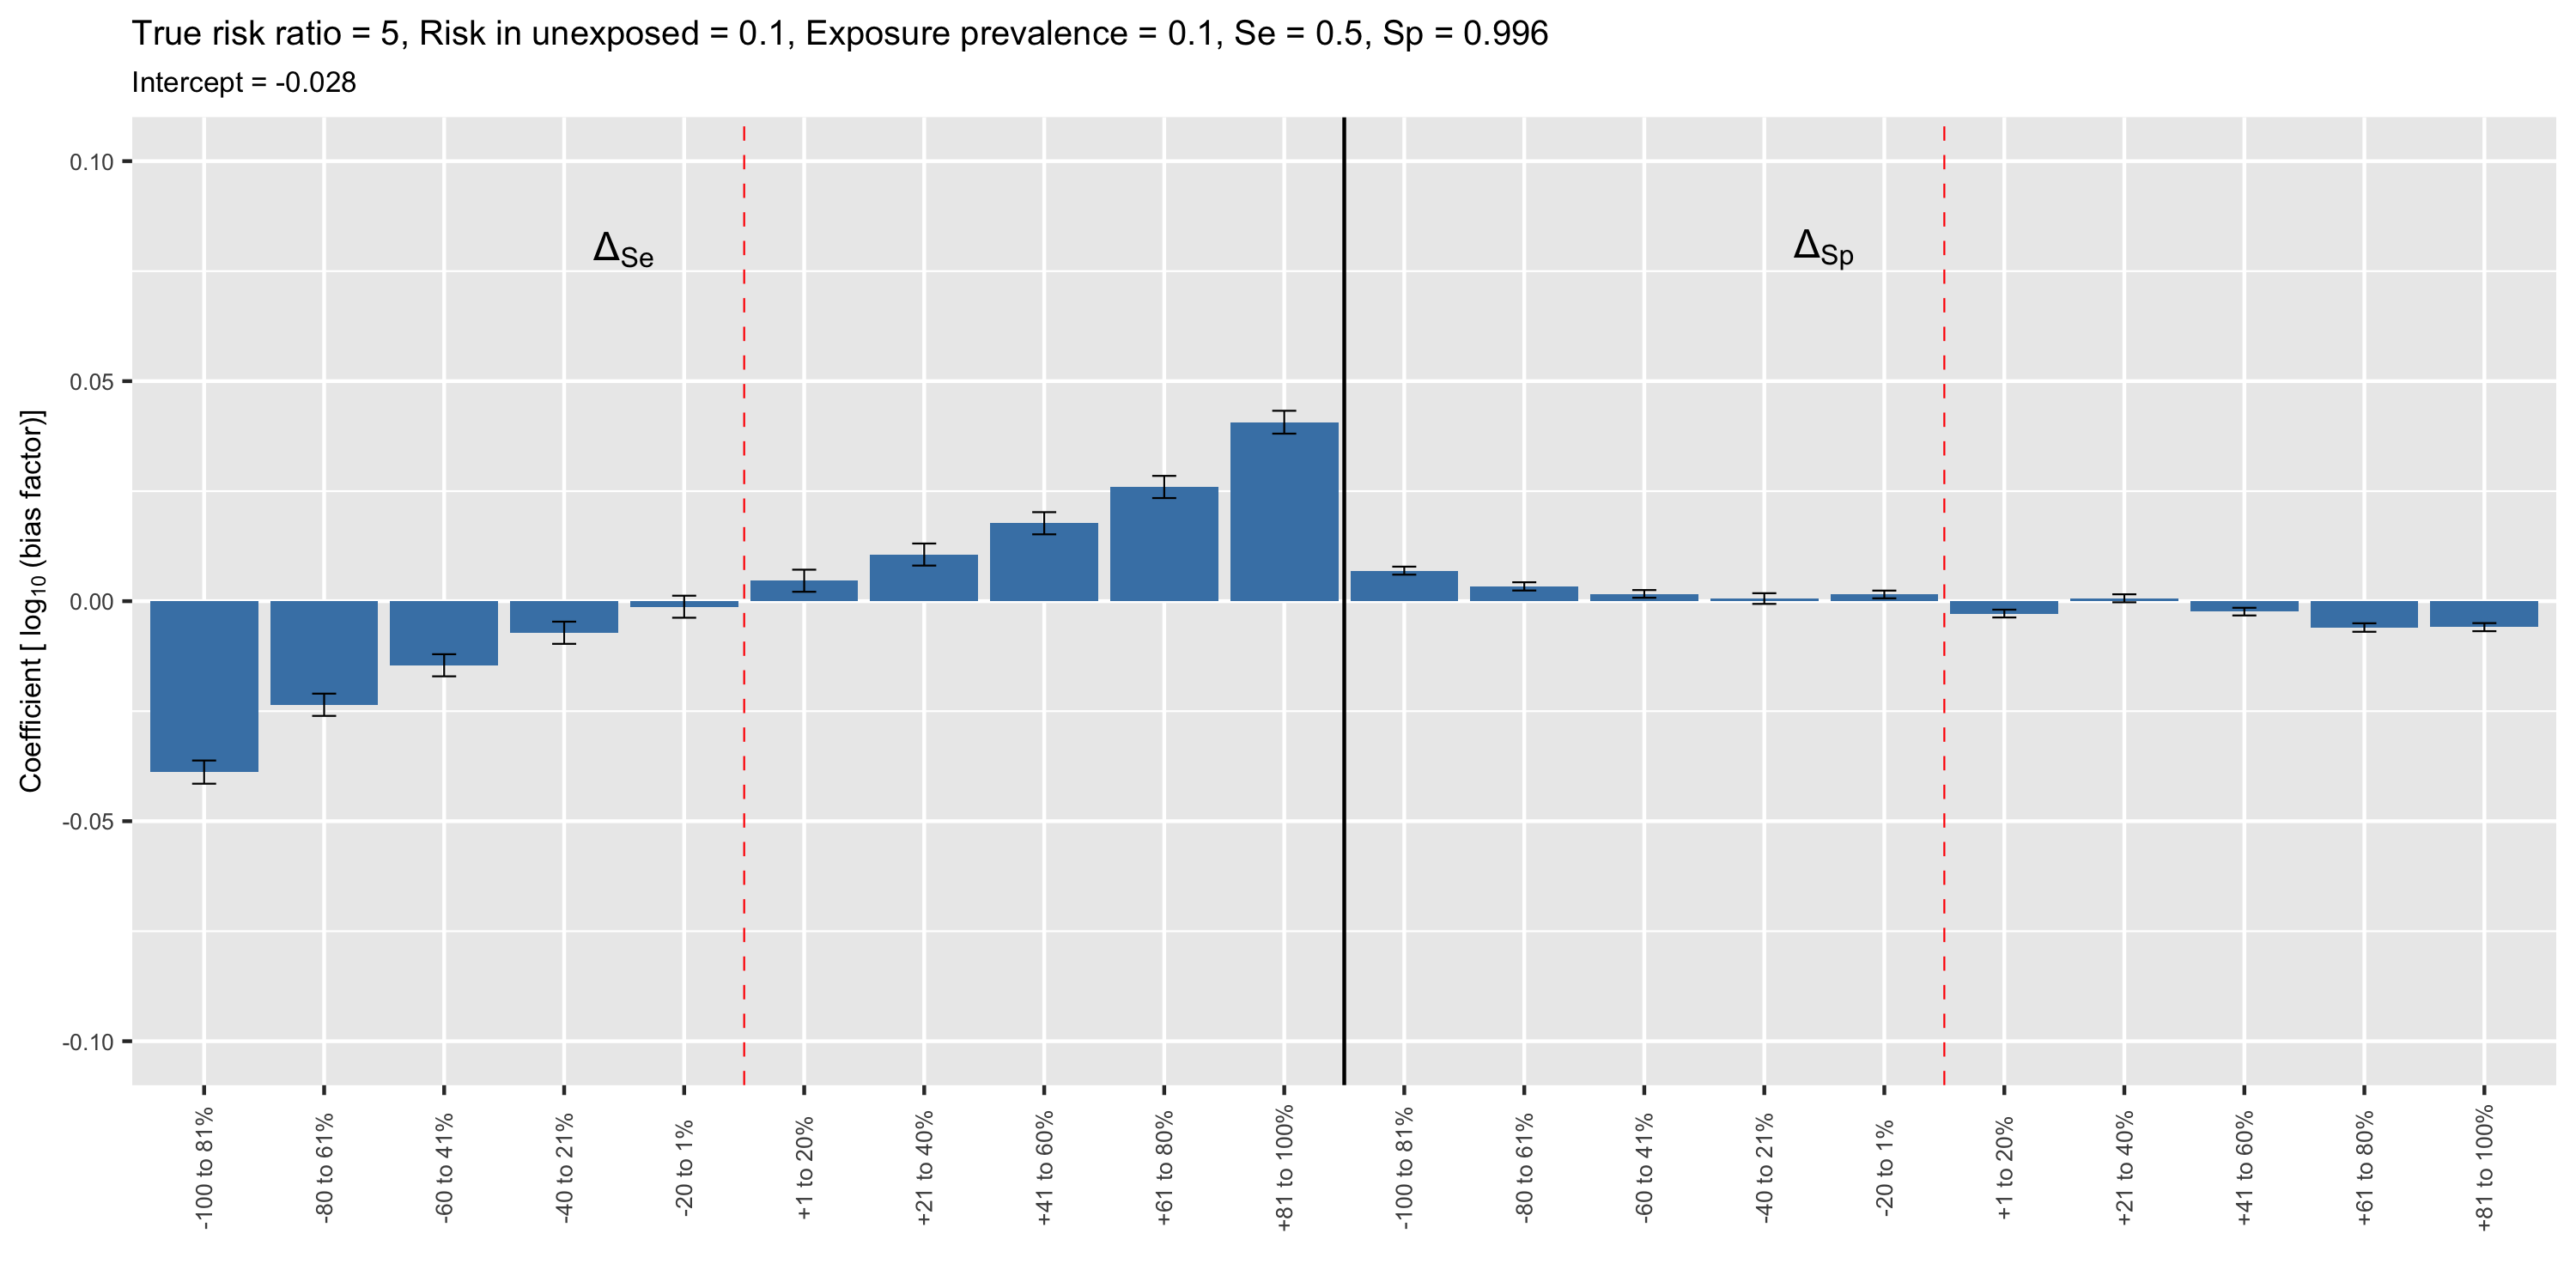 True risk ratio = 5, Risk in unexposed = 0.1, Exposure prevalence = 0.1, Se = 0.5, Sp = 0.996
Intercept = -0.028
Coefficient [ log10 (bias factor)]
0.10
0.05
0.00
-0.05
-0.10
ΔSe
ΔSp
-100 to 81%
-80 to 61%
-60 to 41%
-40 to 21%
-20 to 1%
+1 to 20%
+21 to 40%
+41 to 60%
+61 to 80%
+81 to 100%
-100 to 81%
-80 to 61%
-60 to 41%
-40 to 21%
-20 to 1%
+1 to 20%
+21 to 40%
+41 to 60%
+61 to 80%
+81 to 100%